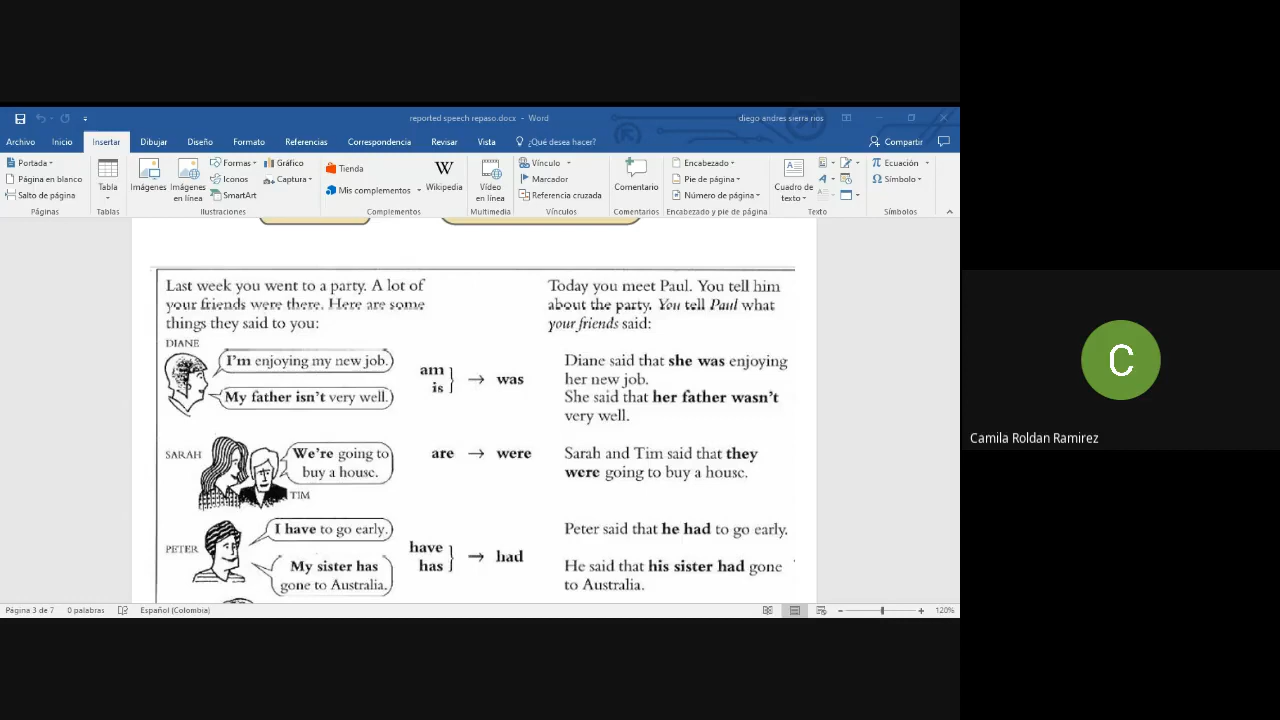 reported speech repaso.docx - Word
diego andres sierra rios
Archivo Inicio Insertar Dibujar Diseño Formato Referencias Correspondencia Revisar Vista ¿Qué desea hacer? Compartir
Portada
Página en blanco
Salto de página
Páginas
Tabla
Tablas
Imágenes
Imágenes en línea
Formas
Iconos
SmartArt
Gráfico
Captura
Ilustraciones
Tienda
Mis complementos
Wikipedia
Complementos
Vídeo en línea
Multimedia
Vínculo
Marcador
Referencia cruzada
Vínculos
Comentario
Comentarios
Encabezado
Pie de página
Número de página
Encabezado y pie de página
Cuadro de texto
Texto
Ecuación
Símbolo
Símbolos
Last week you went to a party. A lot of
your friends were there. Here are some
things they said to you:
Today you meet Paul. You tell him
about the party. You tell Paul what
your friends said:
DIANE
I'm enjoying my new job.
My father isn't very well.
am
is
→ was
Diane said that she was enjoying
her new job.
She said that her father wasn't
very well.
SARAH
TIM
We're going to
buy a house.
are → were
Sarah and Tim said that they
were going to buy a house.
PETER
I have to go early.
My sister has
gone to Australia.
have
has
→ had
Peter said that he had to go early.
He said that his sister had gone
to Australia.
Página 3 de 7 0 palabras Español (Colombia) 120%
C
Camila Roldan Ramirez